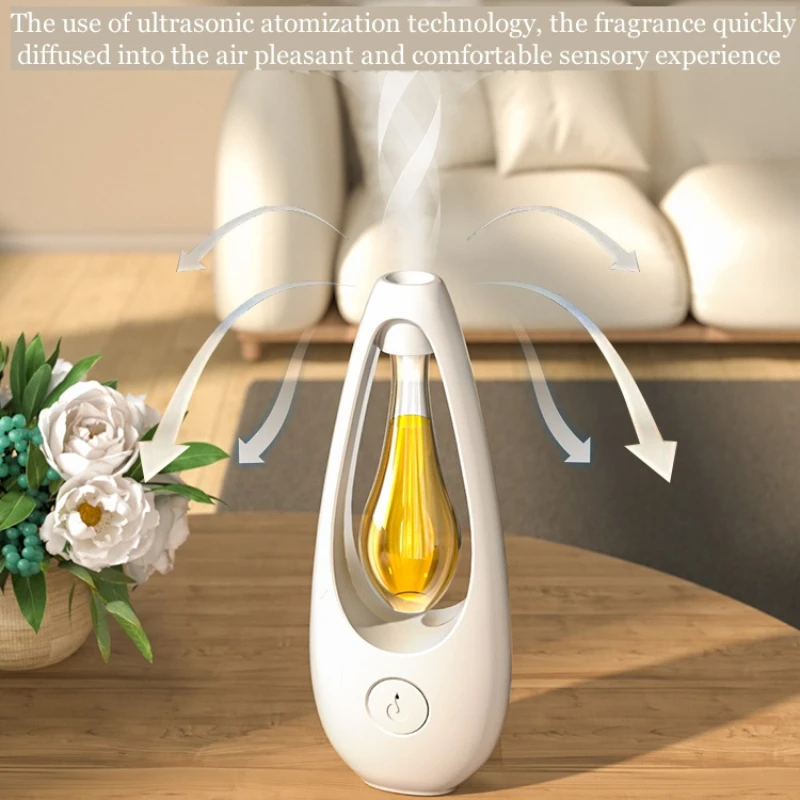 The use of ultrasonic atomization technology, the fragrance quickly
diffused into the air pleasant and comfortable sensory experience